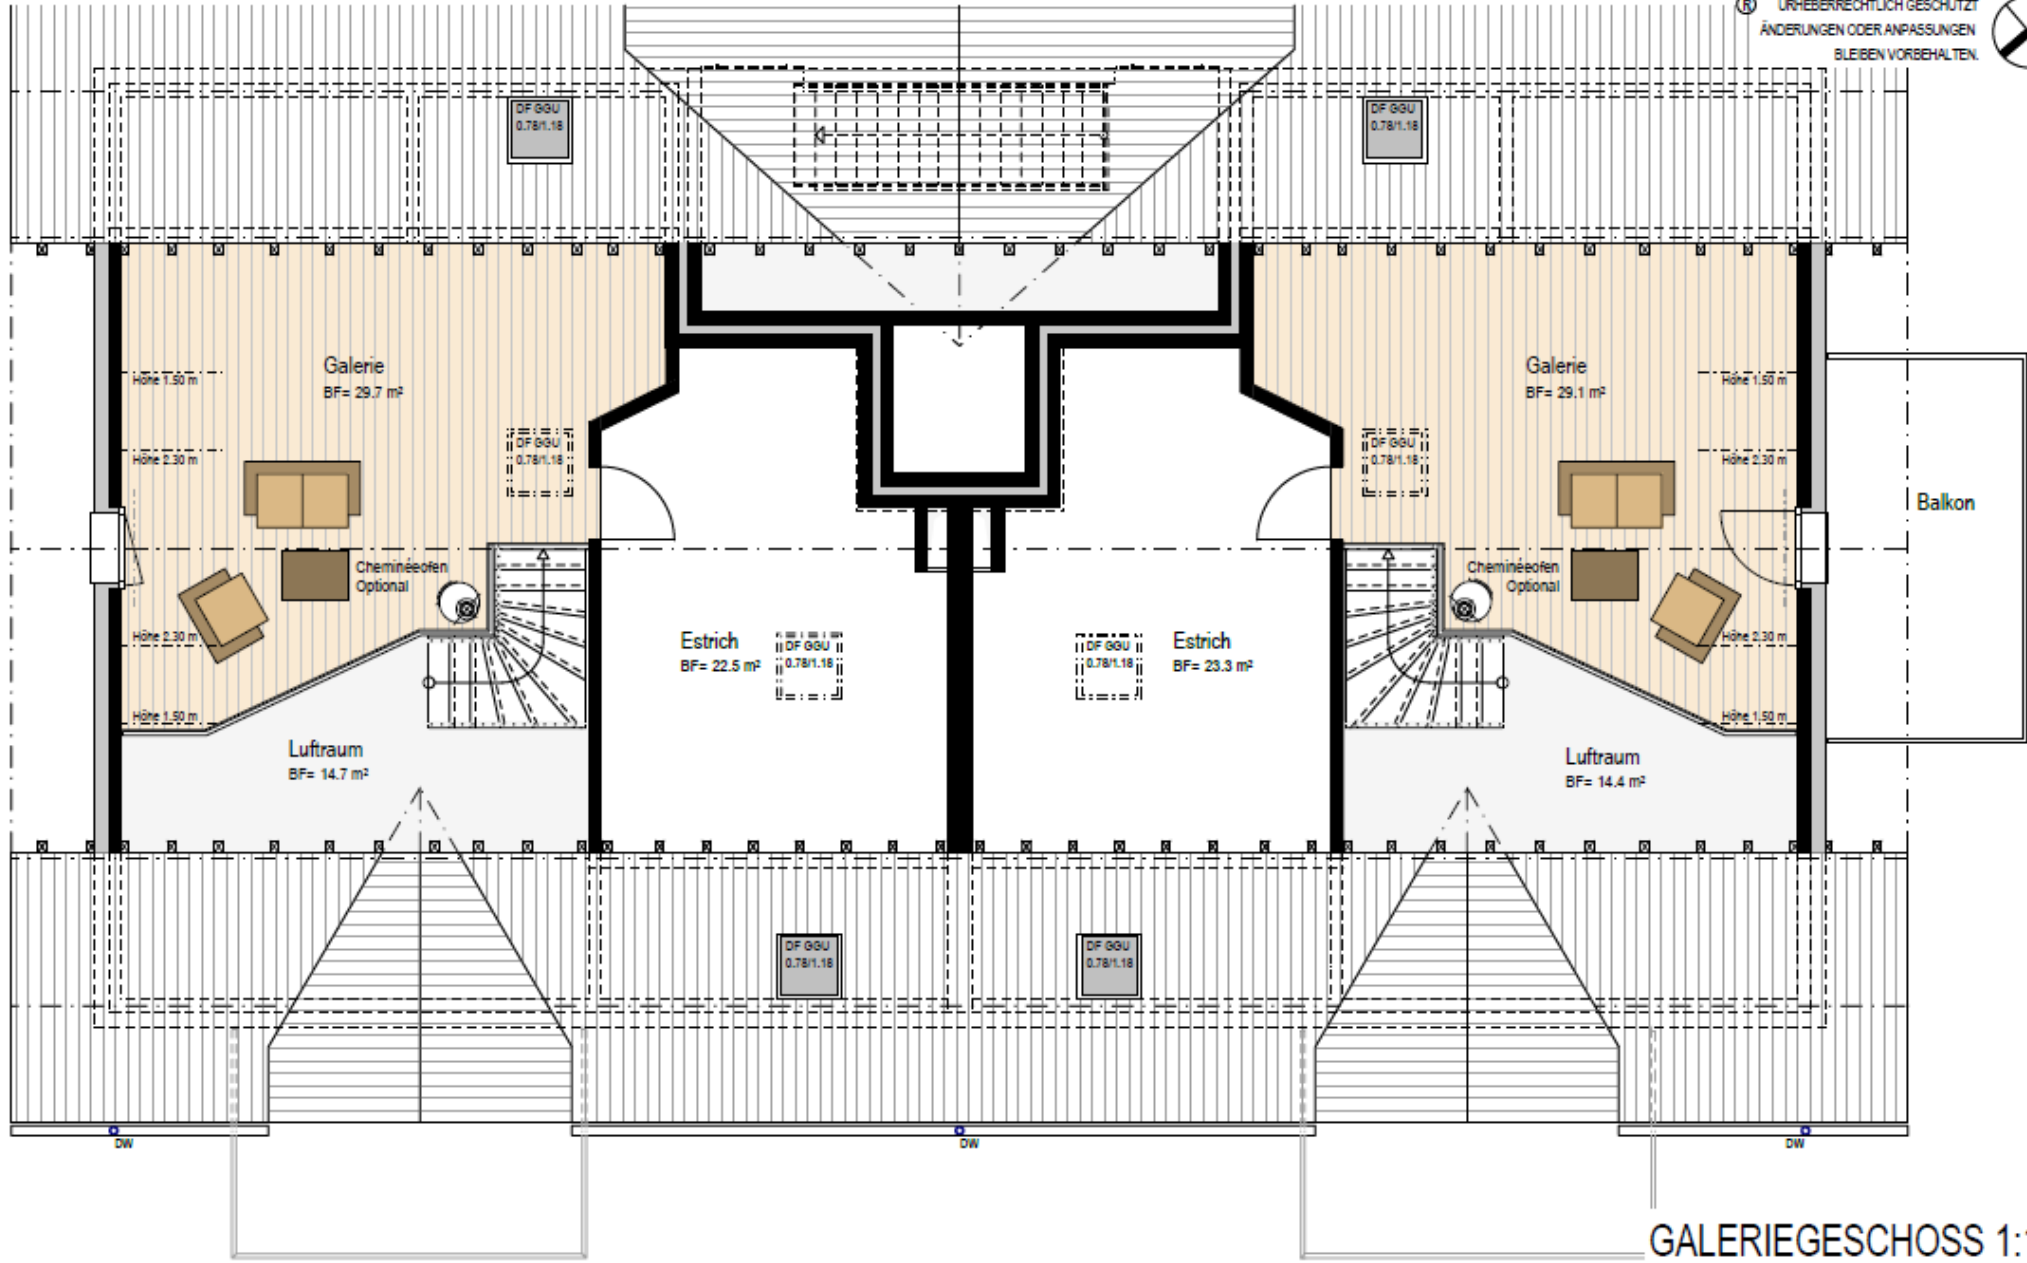 ® URHEBERRECHTLICH GESCHÜTZT
ÄNDERUNGEN ODER ANPASSUNGEN
BLEIBEN VORBEHALTEN.
DF GGU
0.78/1.18
DF GGU
0.78/1.18
Galerie
BF= 29.7 m²
Höhe 1.50 m
Höhe 2.30 m
DF GGU
0.78/1.18
Cheminéeofen
Optional
Höhe 2.30 m
Höhe 1.50 m
Luftraum
BF= 14.7 m²
Estrich
BF= 22.5 m²
DF GGU
0.78/1.18
DF GGU
0.78/1.18
Estrich
BF= 23.3 m²
Galerie
BF= 29.1 m²
Höhe 1.50 m
Höhe 2.30 m
DF GGU
0.78/1.18
Cheminéeofen
Optional
Höhe 2.30 m
Höhe 1.50 m
Luftraum
BF= 14.4 m²
Balkon
DF GGU
0.78/1.18
DF GGU
0.78/1.18
DW
DW
DW
GALERIEGESCHOSS 1: